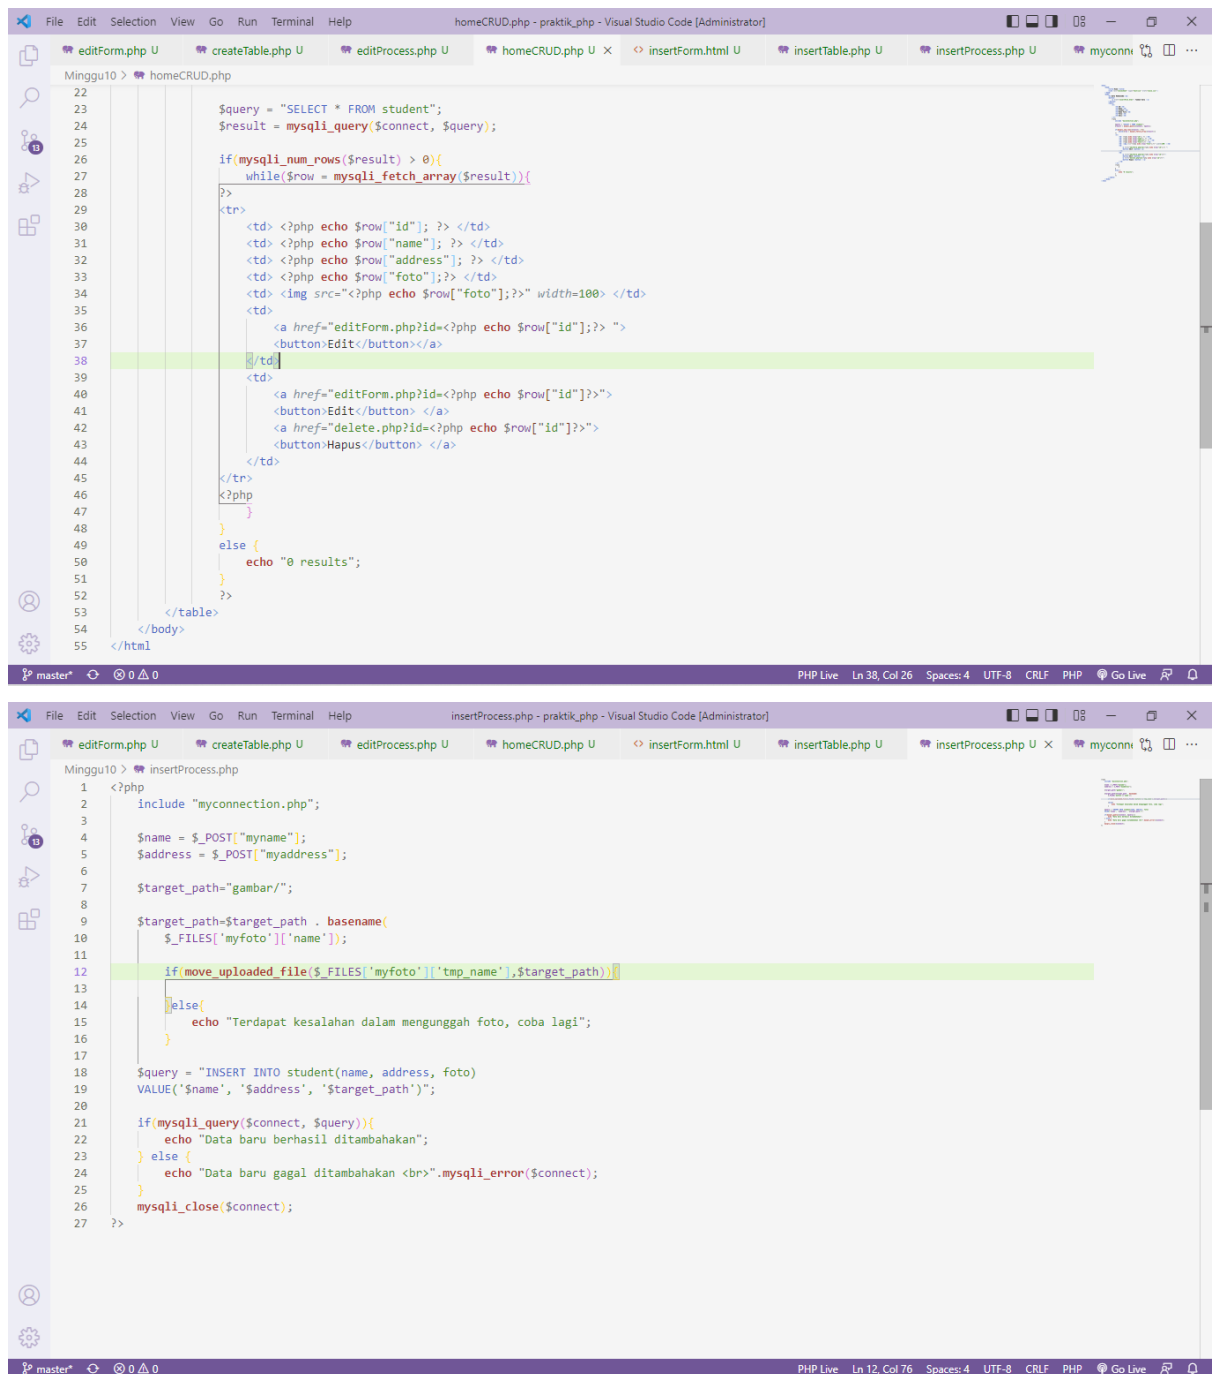 File Edit Selection View Go Run Terminal Help homeCRUD.php - praktik_php - Visual Studio Code [Administrator]
editForm.php U createTable.php U editProcess.php U homeCRUD.php U insertForm.html U insertTable.php U insertProcess.php U myconne
Minggu10 > homeCRUD.php
22
23 $query = "SELECT * FROM student";
24 $result = mysqli_query($connect, $query);
25
26 if(mysqli_num_rows($result) > 0){
27 while($row = mysqli_fetch_array($result)){
28 ?>
29 <tr>
30 <td> <?php echo $row["id"]; ?> </td>
31 <td> <?php echo $row["name"]; ?> </td>
32 <td> <?php echo $row["address"]; ?> </td>
33 <td> <?php echo $row["foto"];?> </td>
34 <td> <img src="<?php echo $row["foto"];?>" width=100> </td>
35 <td>
36 <a href="editForm.php?id=<?php echo $row["id"];?> ">
37 <button>Edit</button></a>
38 </td>
39 <td>
40 <a href="editForm.php?id=<?php echo $row["id"]?>">
41 <button>Edit</button> </a>
42 <a href="delete.php?id=<?php echo $row["id"]?>">
43 <button>Hapus</button> </a>
44 </td>
45 </tr>
46 <?php
47 }
48 }
49 else {
50 echo "0 results";
51 }
52 ?>
53 </table>
54 </body>
55 </html
13
master* 0 0 PHP Live Ln 38, Col 26 Spaces: 4 UTF-8 CRLF PHP Go Live
File Edit Selection View Go Run Terminal Help insertProcess.php - praktik_php - Visual Studio Code [Administrator]
editForm.php U createTable.php U editProcess.php U homeCRUD.php U insertForm.html U insertTable.php U insertProcess.php U myconne
Minggu10 > insertProcess.php
1 <?php
2 include "myconnection.php";
3
4 $name = $_POST["myname"];
5 $address = $_POST["myaddress"];
6
7 $target_path="gambar/";
8
9 $target_path=$target_path . basename(
10 $_FILES['myfoto']['name']);
11
12 if(move_uploaded_file($_FILES['myfoto']['tmp_name'],$target_path)){
13
14 }else{
15 echo "Terdapat kesalahan dalam mengunggah foto, coba lagi";
16 }
17
18 $query = "INSERT INTO student(name, address, foto)
19 VALUE('$name', '$address', '$target_path')";
20
21 if(mysqli_query($connect, $query)){
22 echo "Data baru berhasil ditambahakan";
23 } else {
24 echo "Data baru gagal ditambahakan <br>".mysqli_error($connect);
25 }
26 mysqli_close($connect);
27 ?>
13
master* 0 0 PHP Live Ln 12, Col 76 Spaces: 4 UTF-8 CRLF PHP Go Live